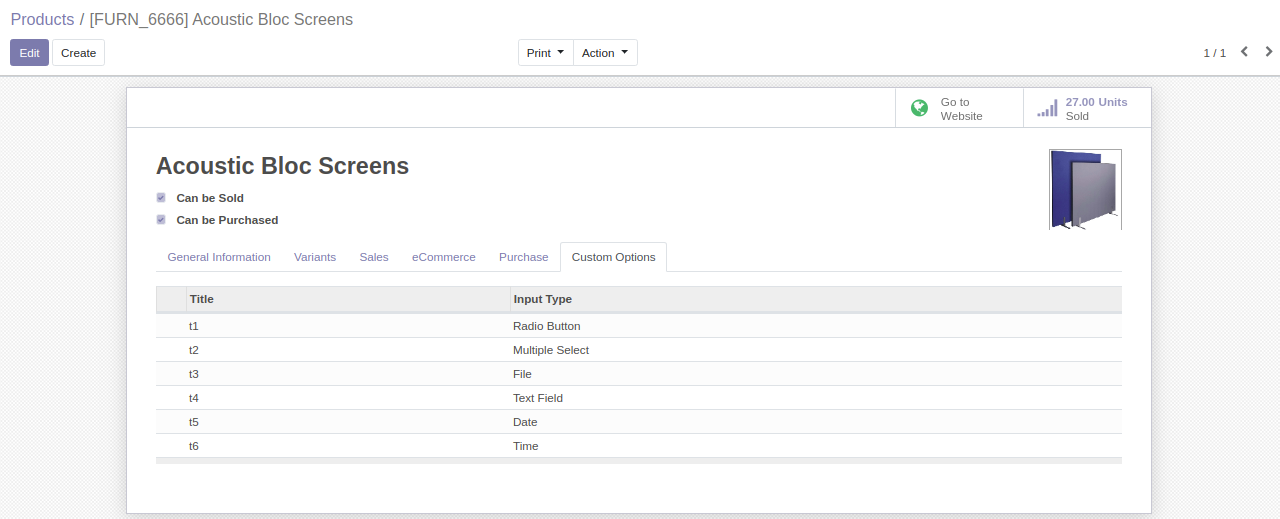 Products / [FURN_6666] Acoustic Bloc Screens
Edit Create Print Action 1 / 1
Go to Website
27.00 Units Sold
Acoustic Bloc Screens
Can be Sold
Can be Purchased
General Information Variants Sales eCommerce Purchase Custom Options
Title Input Type
t1 Radio Button
t2 Multiple Select
t3 File
t4 Text Field
t5 Date
t6 Time